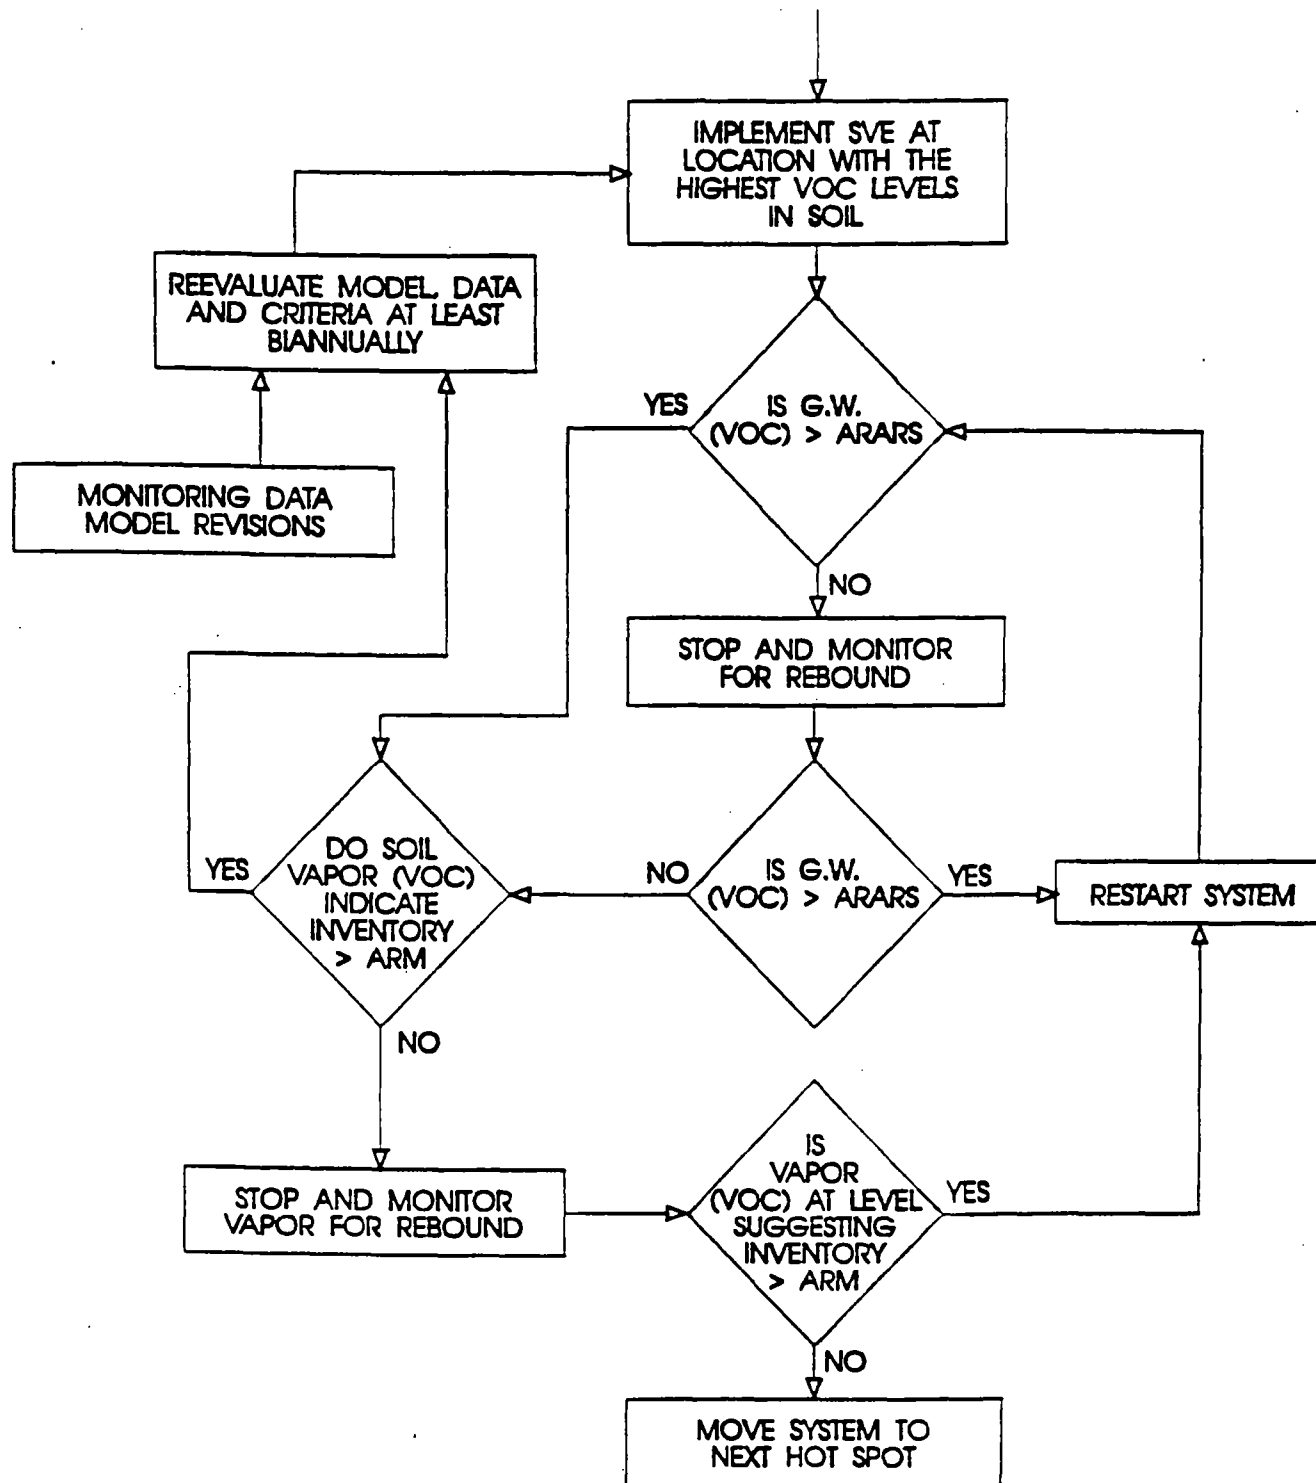 IMPLEMENT SVE AT
LOCATION WITH THE
HIGHEST VOC LEVELS
IN SOIL
REEVALUATE MODEL, DATA
AND CRITERIA AT LEAST
BIANNUALLY
YES
IS G.W.
(VOC) > ARARS
MONITORING DATA
MODEL REVISIONS
NO
STOP AND MONITOR
FOR REBOUND
YES
DO SOIL
VAPOR (VOC)
INDICATE
INVENTORY
> ARM
NO
IS G.W.
(VOC) > ARARS
YES
RESTART SYSTEM
NO
STOP AND MONITOR
VAPOR FOR REBOUND
IS
VAPOR
(VOC) AT LEVEL
SUGGESTING
INVENTORY
> ARM
YES
NO
MOVE SYSTEM TO
NEXT HOT SPOT